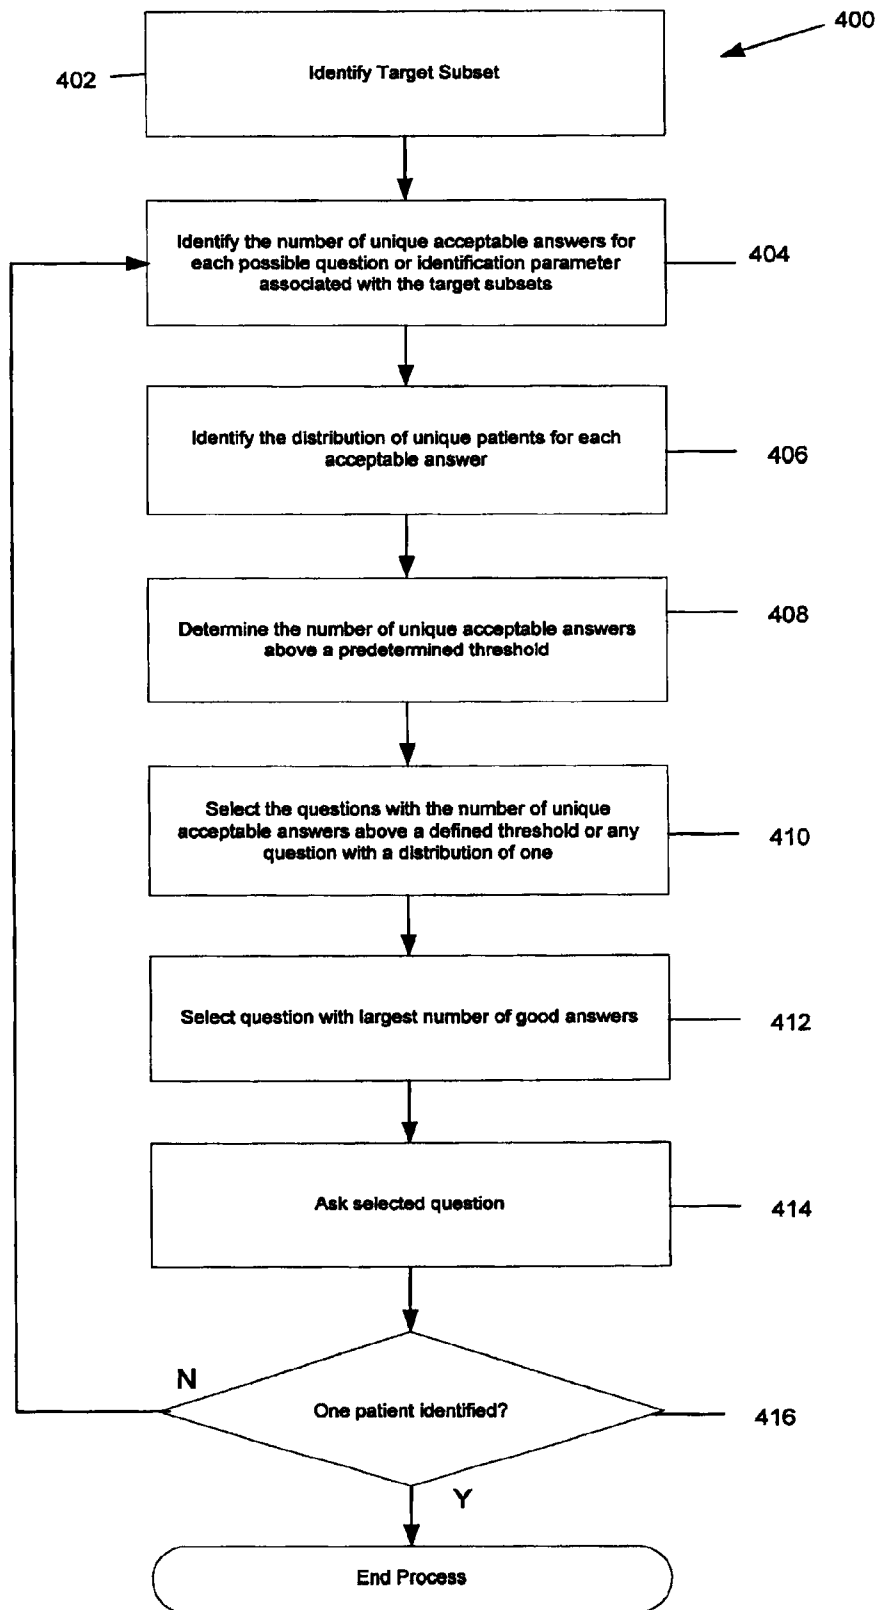 400
402
Identify Target Subset
Identify the number of unique acceptable answers for
each possible question or identification parameter
associated with the target subsets
404
Identify the distribution of unique patients for each
acceptable answer
406
Determine the number of unique acceptable answers
above a predetermined threshold
408
Select the questions with the number of unique
acceptable answers above a defined threshold or any
question with a distribution of one
410
Select question with largest number of good answers
412
Ask selected question
414
N
One patient identified?
416
Y
End Process